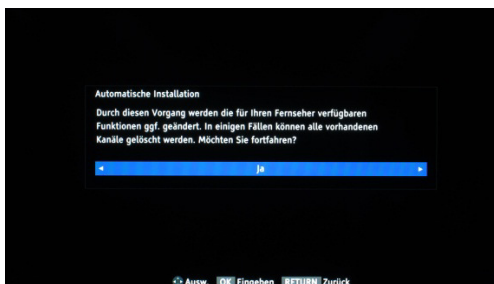 Automatische Installation
Durch diesen Vorgang werden die für Ihren Fernseher verfügbaren
Funktionen ggf. geändert. In einigen Fällen können alle vorhandenen
Kanäle gelöscht werden. Möchten Sie fortfahren?
Ja
Ausw. OK Eingeben RETURN Zurück